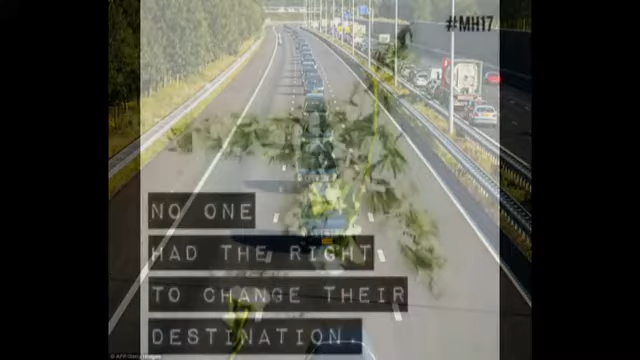 #MH17
NO ONE
HAD THE RIGHT
TO CHANGE THEIR
DESTINATION.